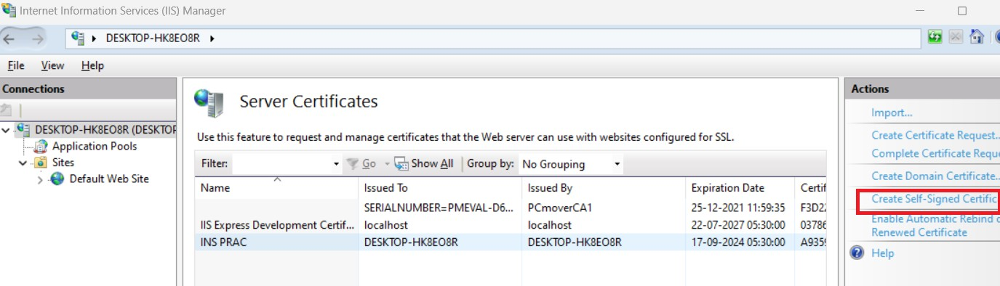 Internet Information Services (IIS) Manager
DESKTOP-HK8EO8R
File View Help
Connections
DESKTOP-HK8EO8R (DESKTOP
Application Pools
Sites
Default Web Site
Server Certificates
Use this feature to request and manage certificates that the Web server can use with websites configured for SSL.
Filter: Go Show All Group by: No Grouping
Name Issued To Issued By Expiration Date Certif
SERIALNUMBER=PMEVAL-D6... PCmoverCA1 25-12-2021 11:59:35 F3D22
IIS Express Development Certif... localhost localhost 22-07-2027 05:30:00 03786
INS PRAC DESKTOP-HK8EO8R DESKTOP-HK8EO8R 17-09-2024 05:30:00 A9359
Actions
Import...
Create Certificate Request..
Complete Certificate Reque
Create Domain Certificate..
Create Self-Signed Certific
Enable Automatic Rebind o
Renewed Certificate
Help